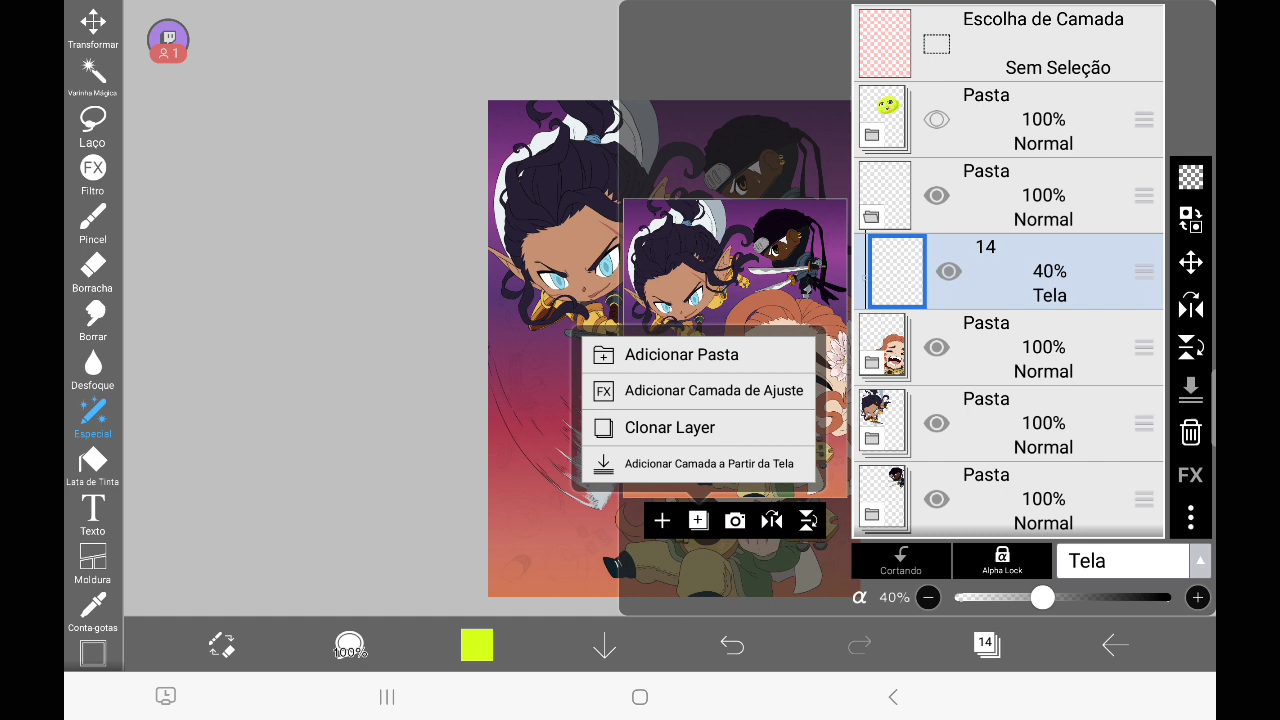 Transformar
Varinha Mágica
Laço
FX
Filtro
Pincel
Borracha
Borrar
Desfoque
Especial
Lata de Tinta
T
Texto
Moldura
Conta-gotas
1
Adicionar Pasta
FX
Adicionar Camada de Ajuste
Clonar Layer
Adicionar Camada a Partir da Tela
Escolha de Camada
Sem Seleção
Pasta
100%
Normal
Pasta
100%
Normal
14
40%
Tela
Pasta
100%
Normal
Pasta
100%
Normal
Pasta
100%
Normal
FX
Cortando
α
Alpha Lock
Tela
α
40%
100%
14